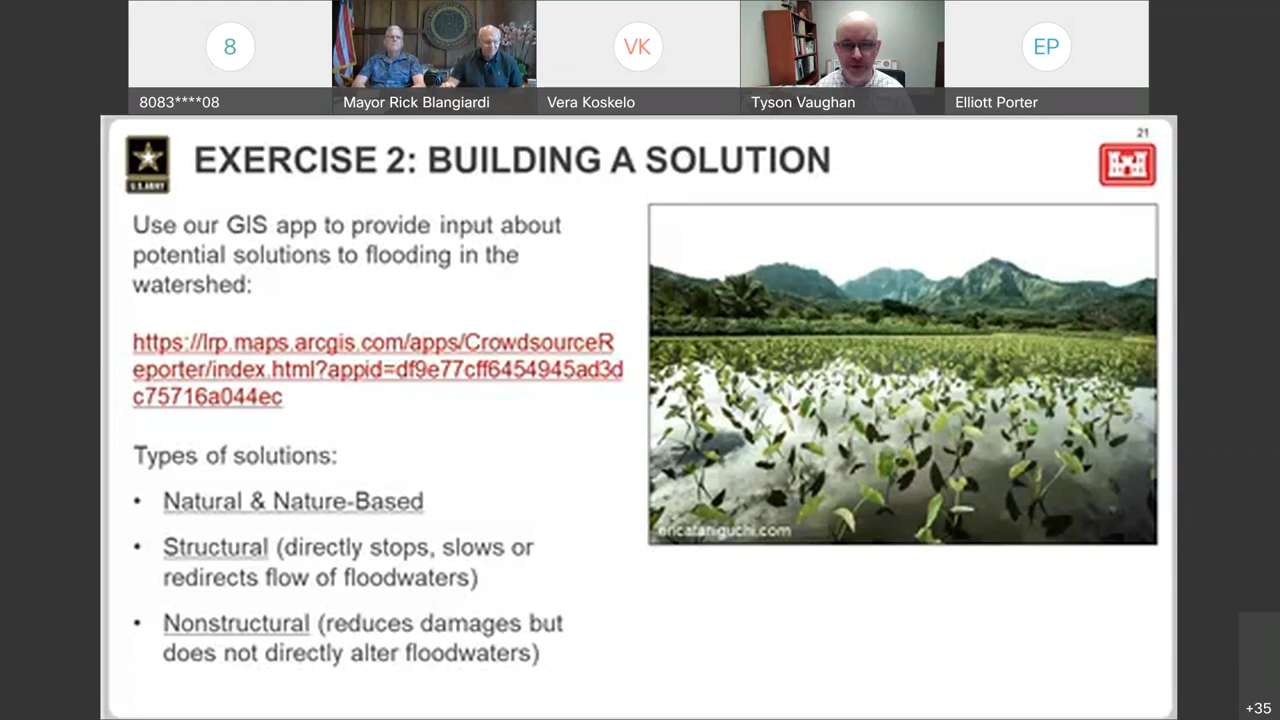 8
VK
EP
8083****08
Mayor Rick Blangiardi
Vera Koskelo
Tyson Vaughan
Elliott Porter
21
U.S.ARMY
EXERCISE 2: BUILDING A SOLUTION
Use our GIS app to provide input about
potential solutions to flooding in the
watershed:
https://lrp.maps.arcgis.com/apps/CrowdsourceR
eporter/index.html?appid=df9e77cff6454945ad3d
c75716a044ec
Types of solutions:
• Natural & Nature-Based
• Structural (directly stops, slows or
redirects flow of floodwaters)
• Nonstructural (reduces damages but
does not directly alter floodwaters)
ericataniguchi.com
+35